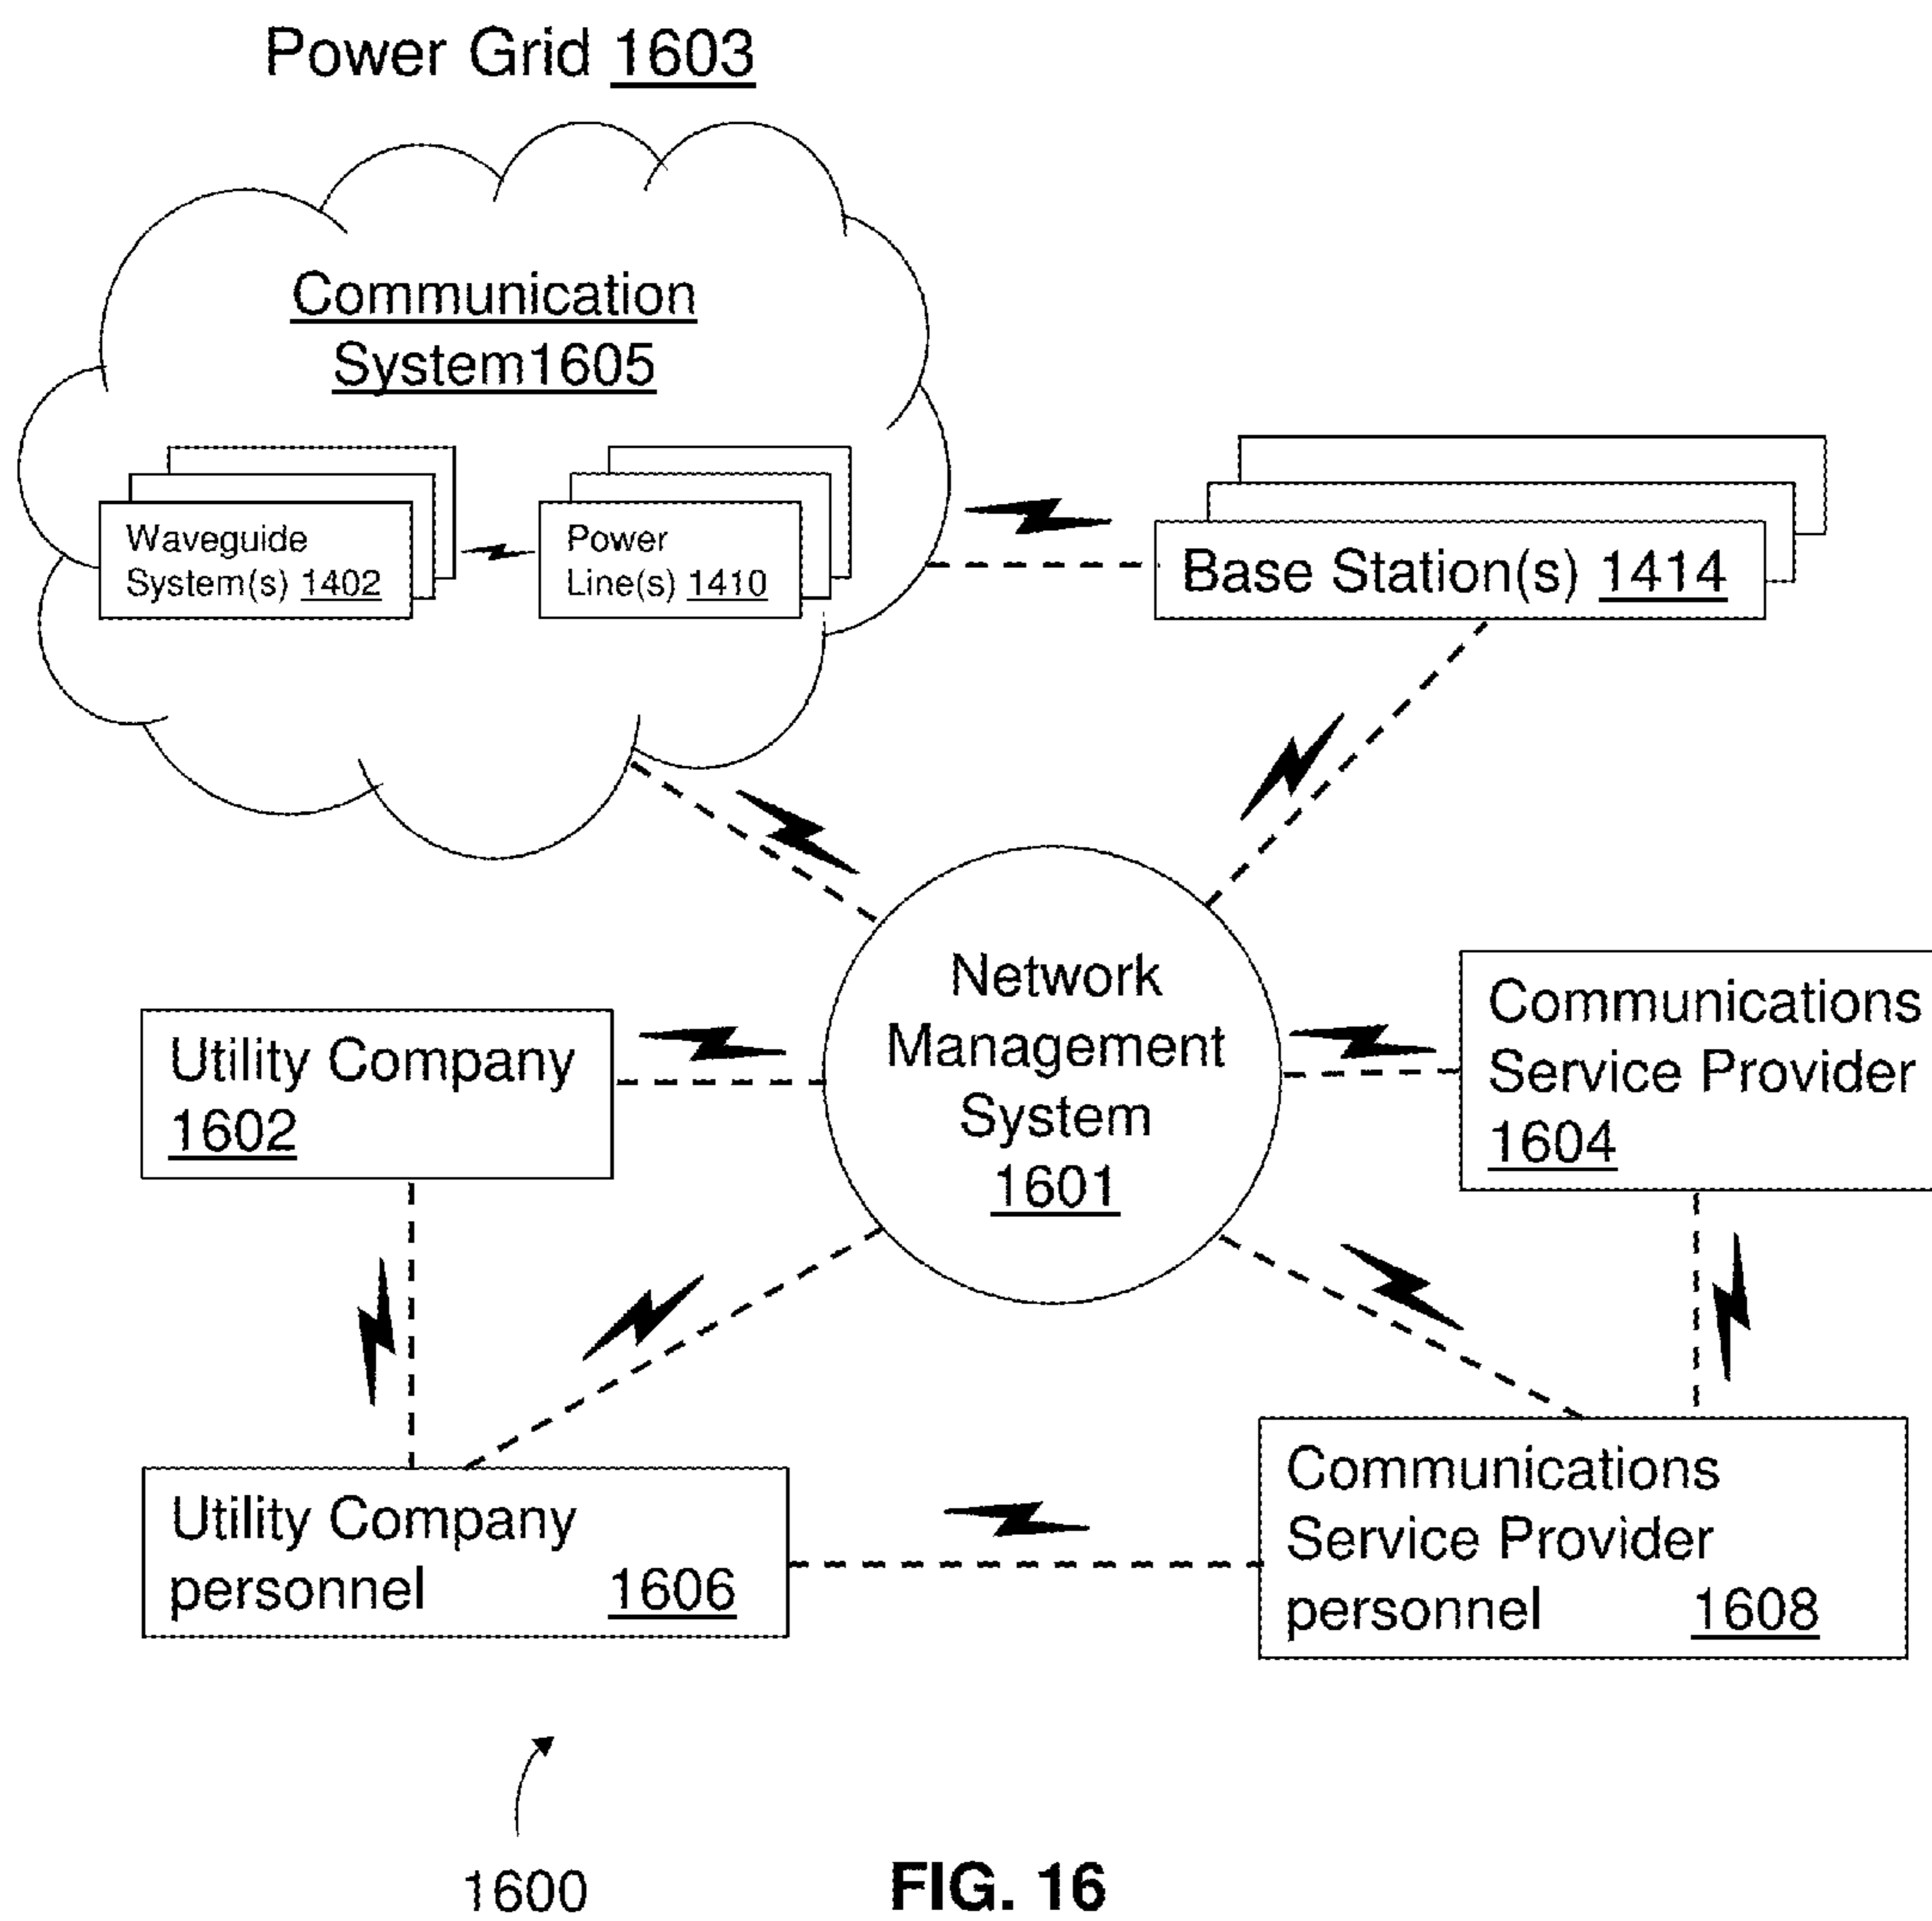 Power Grid 1603
Communication
System1605
Waveguide
System(s) 1402
Power
Line(s) 1410
Base Station(s) 1414
Network
Management
System
1601
Utility Company
1602
Communications
Service Provider
1604
Utility Company
personnel 1606
Communications
Service Provider
personnel 1608
1600
FIG. 16